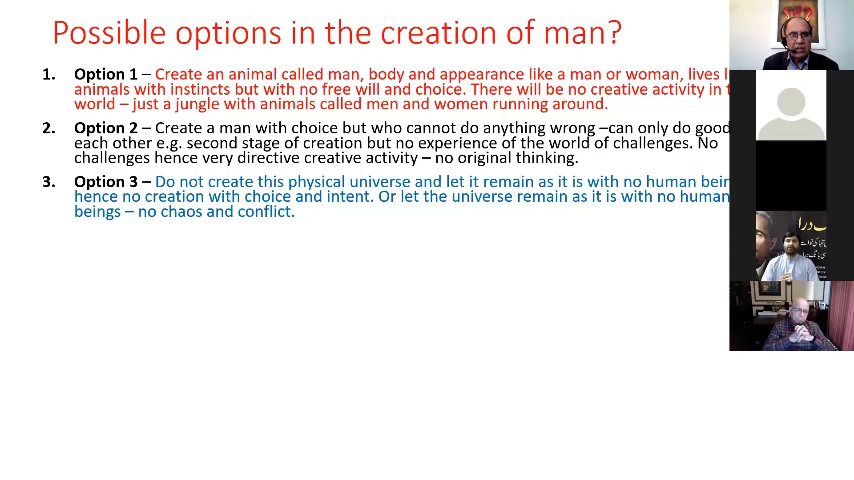 Possible options in the creation of man?
1. Option 1 – Create an animal called man, body and appearance like a man or woman, lives
animals with instincts but with no free will and choice. There will be no creative activity in
world – just a jungle with animals called men and women running around.
2. Option 2 – Create a man with choice but who cannot do anything wrong –can only do good
each other e.g. second stage of creation but no experience of the world of challenges. No
challenges hence very directive creative activity – no original thinking.
3. Option 3 – Do not create this physical universe and let it remain as it is with no human
hence no creation with choice and intent. Or let the universe remain as it is with no human
beings – no chaos and conflict.